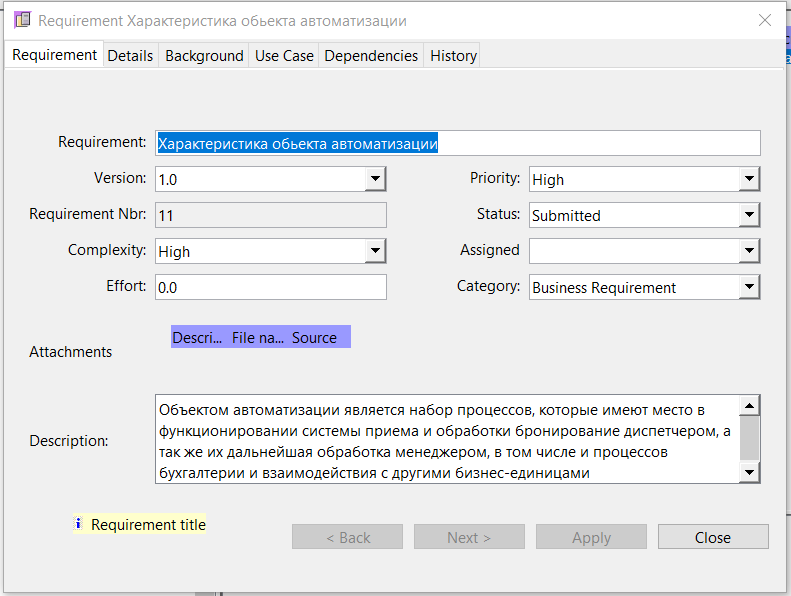 Requirement Характеристика обьекта автоматизации
Requirement Details Background Use Case Dependencies History
Requirement: Характеристика обьекта автоматизации
Version: 1.0 Priority: High
Requirement Nbr: 11 Status: Submitted
Complexity: High Assigned
Effort: 0.0 Category: Business Requirement
Attachments Descri... File na... Source
Description: Объектом автоматизации является набор процессов, которые имеют место в
функционировании системы приема и обработки бронирование диспетчером, а
так же их дальнейшая обработка менеджером, в том числе и процессов
бухгалтерии и взаимодействия с другими бизнес-единицами
Requirement title
< Back Next > Apply Close